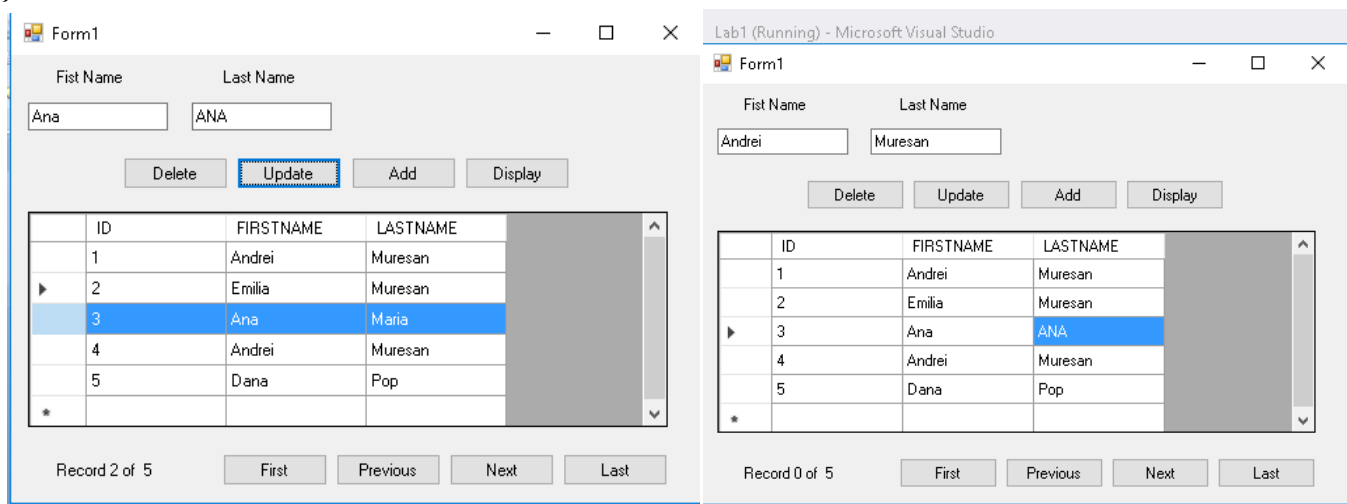 Form1
Fist Name Last Name
Ana ANA
Delete Update Add Display
ID FIRSTNAME LASTNAME
1 Andrei Muresan
2 Emilia Muresan
3 Ana Maria
4 Andrei Muresan
5 Dana Pop
*
Record 2 of 5 First Previous Next Last
Lab1 (Running) - Microsoft Visual Studio
Form1
Fist Name Last Name
Andrei Muresan
Delete Update Add Display
ID FIRSTNAME LASTNAME
1 Andrei Muresan
2 Emilia Muresan
3 Ana ANA
4 Andrei Muresan
5 Dana Pop
*
Record 0 of 5 First Previous Next Last